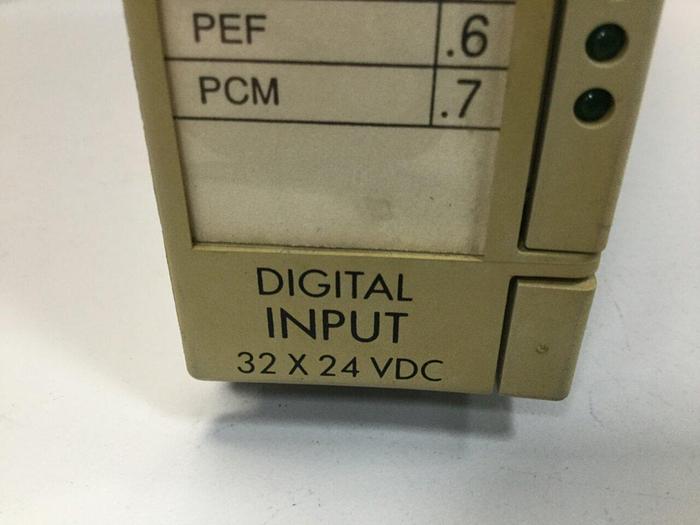 PEF .6
PCM .7
DIGITAL
INPUT
32 X 24 VDC